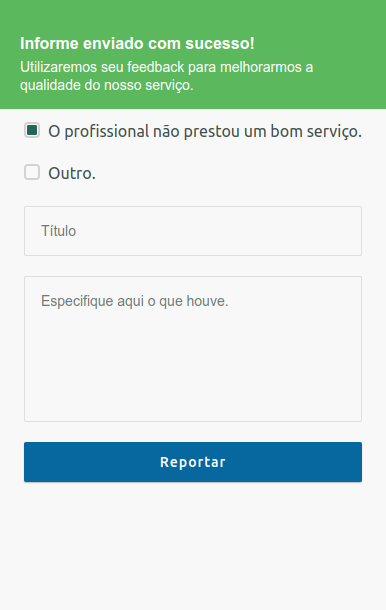 Informe enviado com sucesso!
Utilizaremos seu feedback para melhorarmos a
qualidade do nosso serviço.
O profissional não prestou um bom serviço.
Outro.
Título
Especifique aqui o que houve.
Reportar